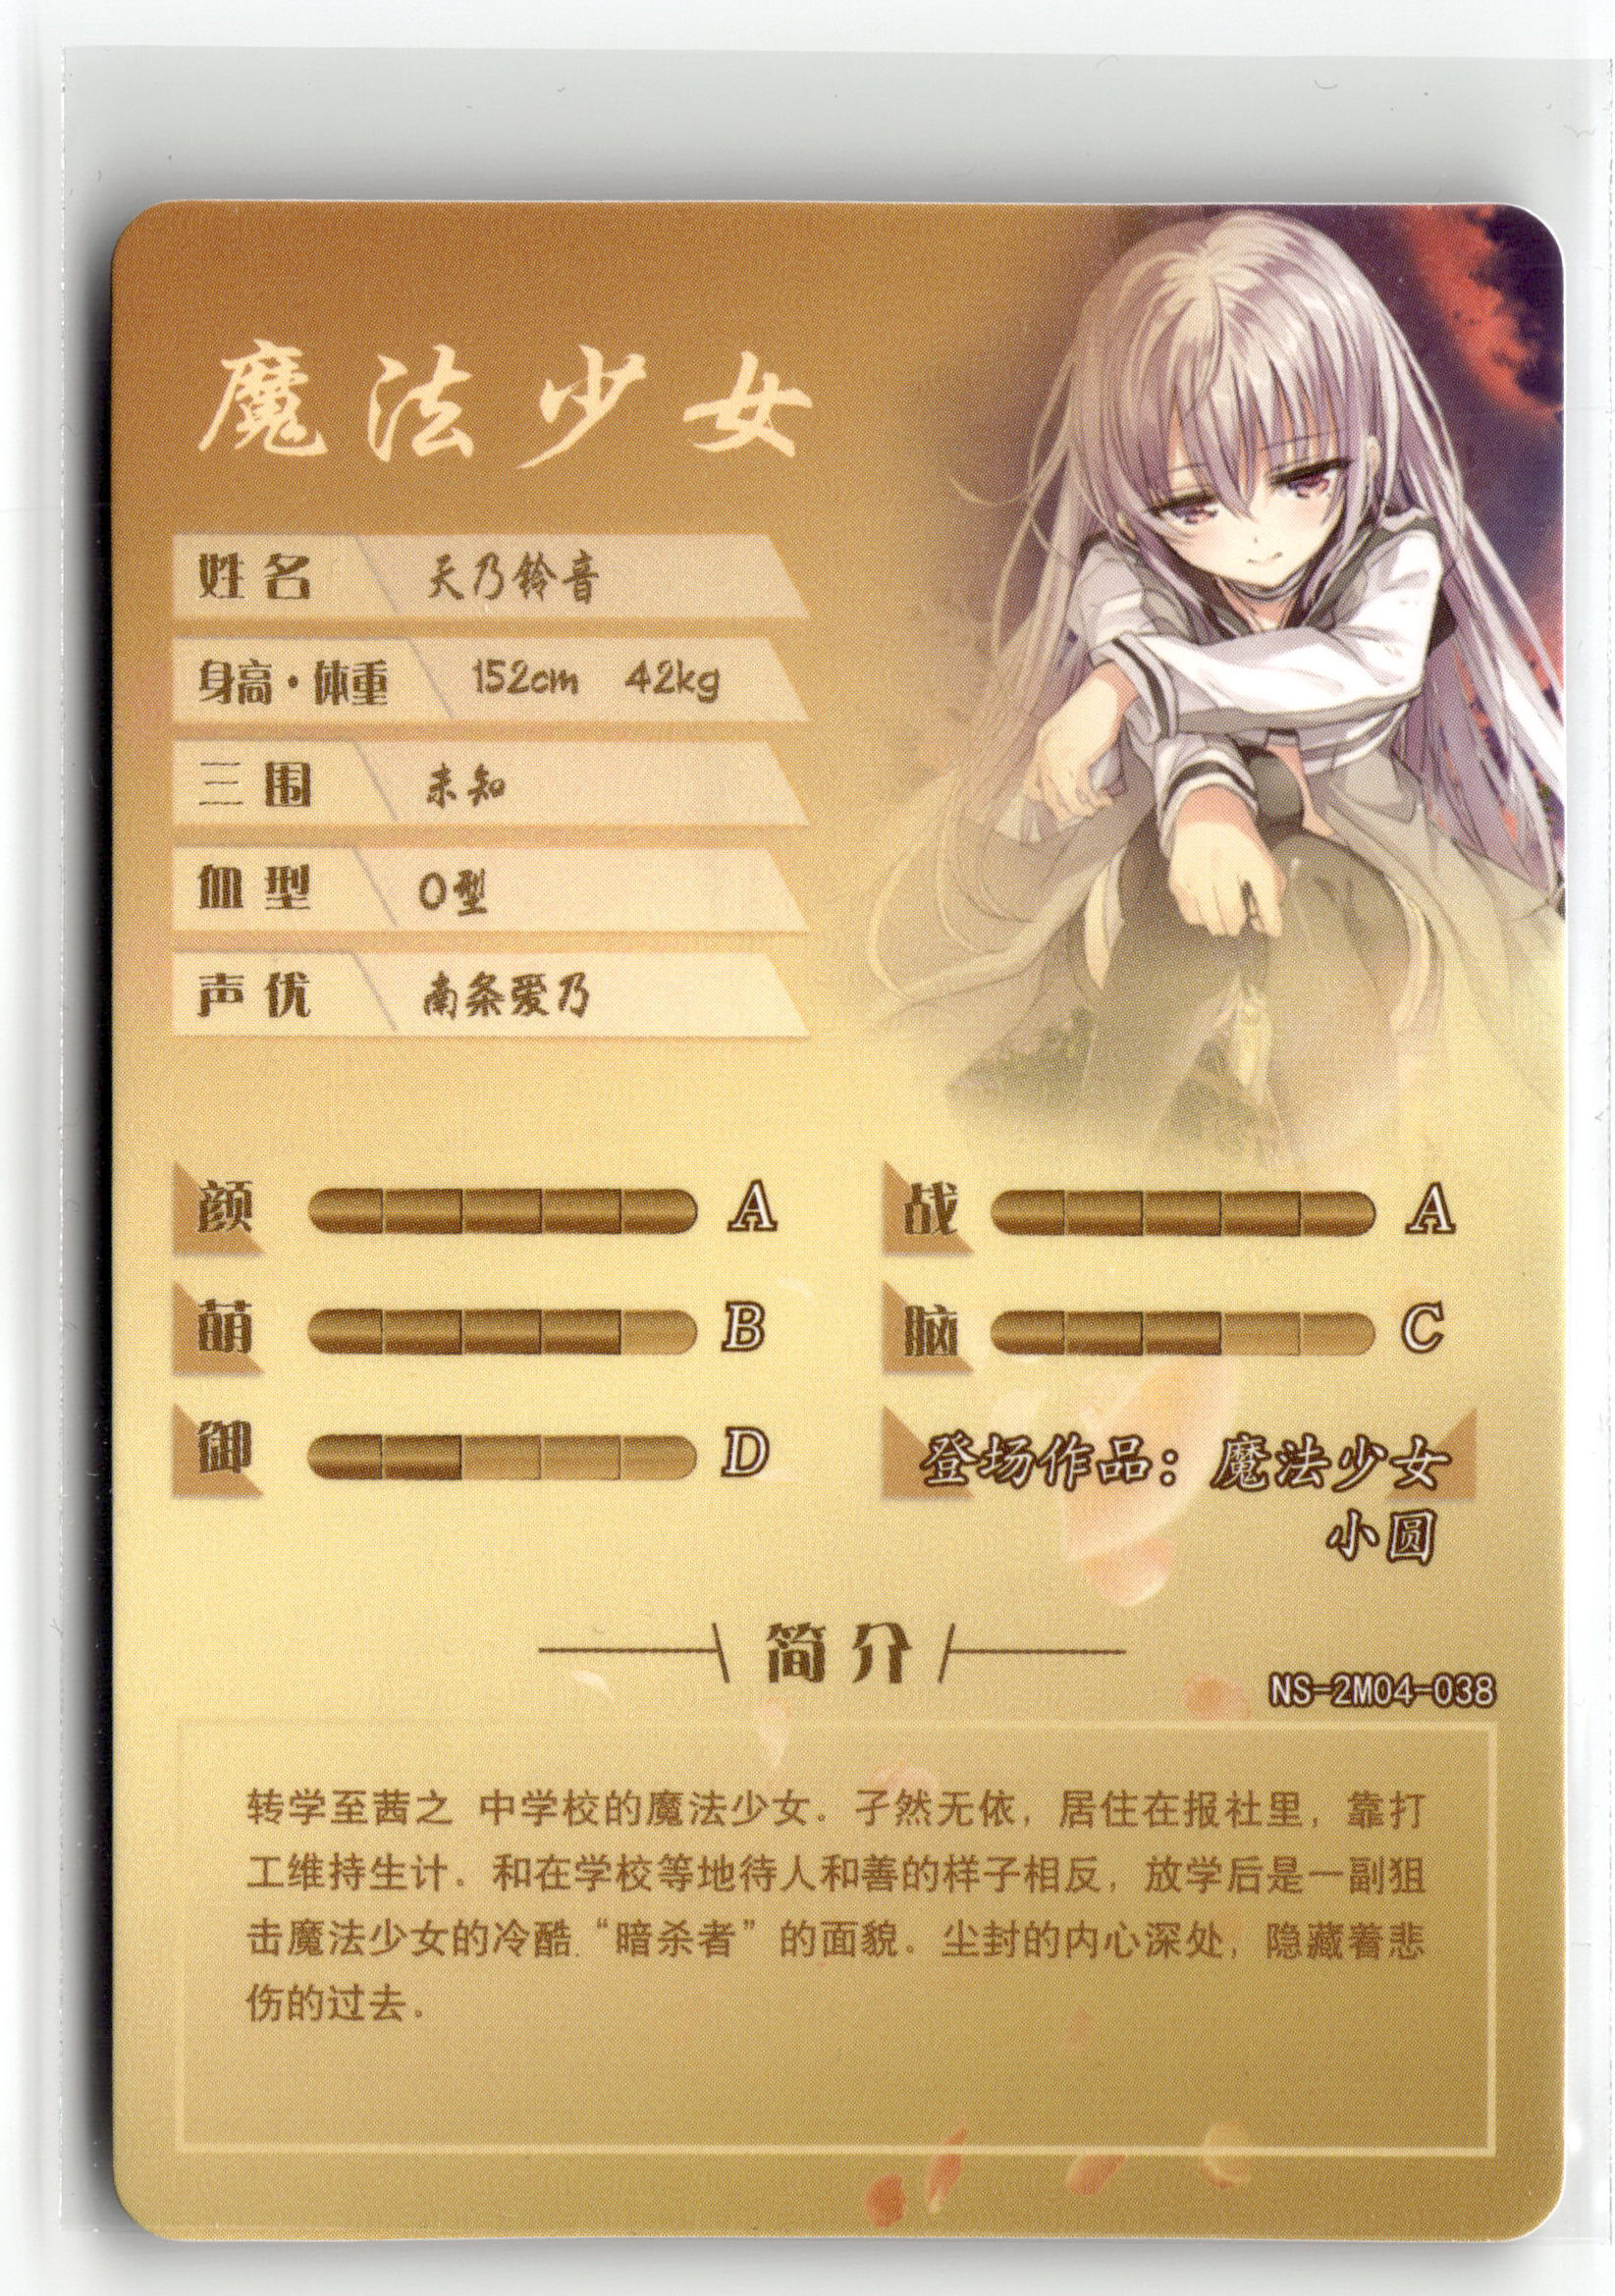 魔法少女
姓名 天乃铃音
身高·体重 152cm 42kg
三围 未知
血型 O型
声优 南条爱乃
颜 A 战 A
萌 B 脑 C
御 D 登场作品：魔法少女
小圆
简介
NS-2M04-038
转学至茜之 中学校的魔法少女。孑然无依，居住在报社里，靠打
工维持生计。和在学校等地待人和善的样子相反，放学后是一副狙
击魔法少女的冷酷“暗杀者”的面貌。尘封的内心深处，隐藏着悲
伤的过去。